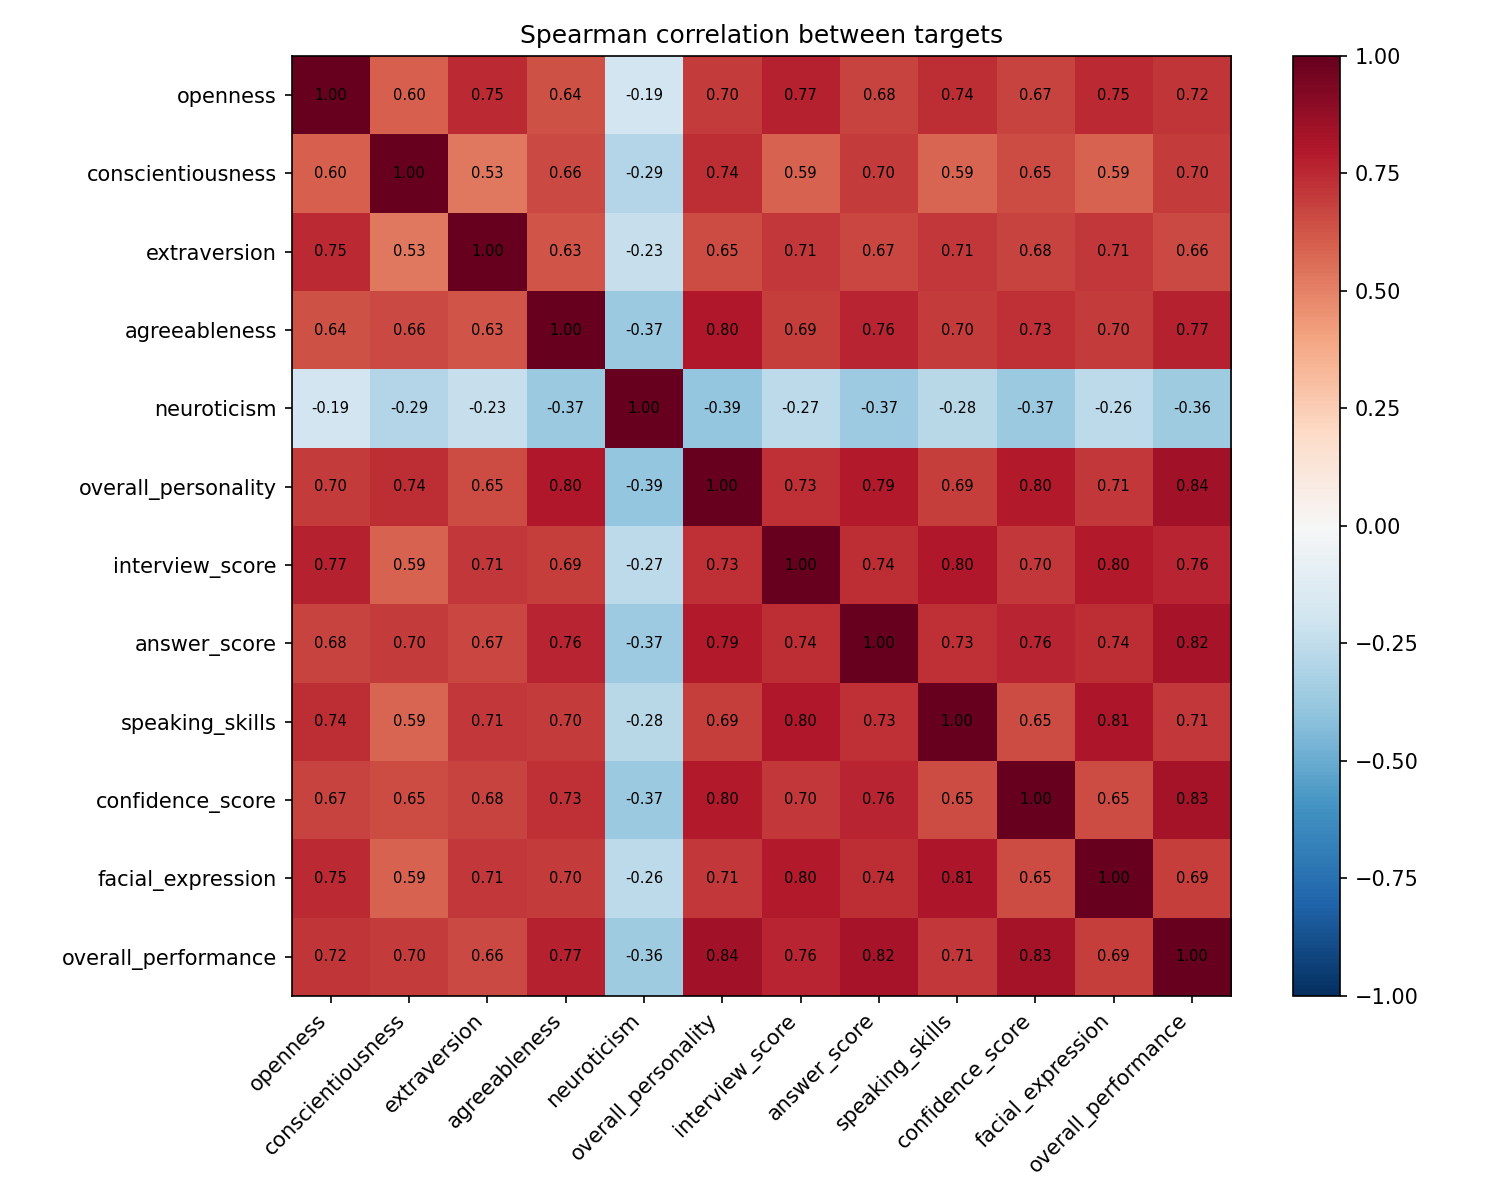 Spearman correlation between targets
openness 1.00 0.60 0.75 0.64 -0.19 0.70 0.77 0.68 0.74 0.67 0.75 0.72
conscientiousness 0.60 1.00 0.53 0.66 -0.29 0.74 0.59 0.70 0.59 0.65 0.59 0.70
extraversion 0.75 0.53 1.00 0.63 -0.23 0.65 0.71 0.67 0.71 0.68 0.71 0.66
agreeableness 0.64 0.66 0.63 1.00 -0.37 0.80 0.69 0.76 0.70 0.73 0.70 0.77
neuroticism -0.19 -0.29 -0.23 -0.37 1.00 -0.39 -0.27 -0.37 -0.28 -0.37 -0.26 -0.36
overall_personality 0.70 0.74 0.65 0.80 -0.39 1.00 0.73 0.79 0.69 0.80 0.71 0.84
interview_score 0.77 0.59 0.71 0.69 -0.27 0.73 1.00 0.74 0.80 0.70 0.80 0.76
answer_score 0.68 0.70 0.67 0.76 -0.37 0.79 0.74 1.00 0.73 0.76 0.74 0.82
speaking_skills 0.74 0.59 0.71 0.70 -0.28 0.69 0.80 0.73 1.00 0.65 0.81 0.71
confidence_score 0.67 0.65 0.68 0.73 -0.37 0.80 0.70 0.76 0.65 1.00 0.65 0.83
facial_expression 0.75 0.59 0.71 0.70 -0.26 0.71 0.80 0.74 0.81 0.65 1.00 0.69
overall_performance 0.72 0.70 0.66 0.77 -0.36 0.84 0.76 0.82 0.71 0.83 0.69 1.00
openness
conscientiousness
extraversion
agreeableness
neuroticism
overall_personality
interview_score
answer_score
speaking_skills
confidence_score
facial_expression
overall_performance
1.00
0.75
0.50
0.25
0.00
−0.25
−0.50
−0.75
−1.00